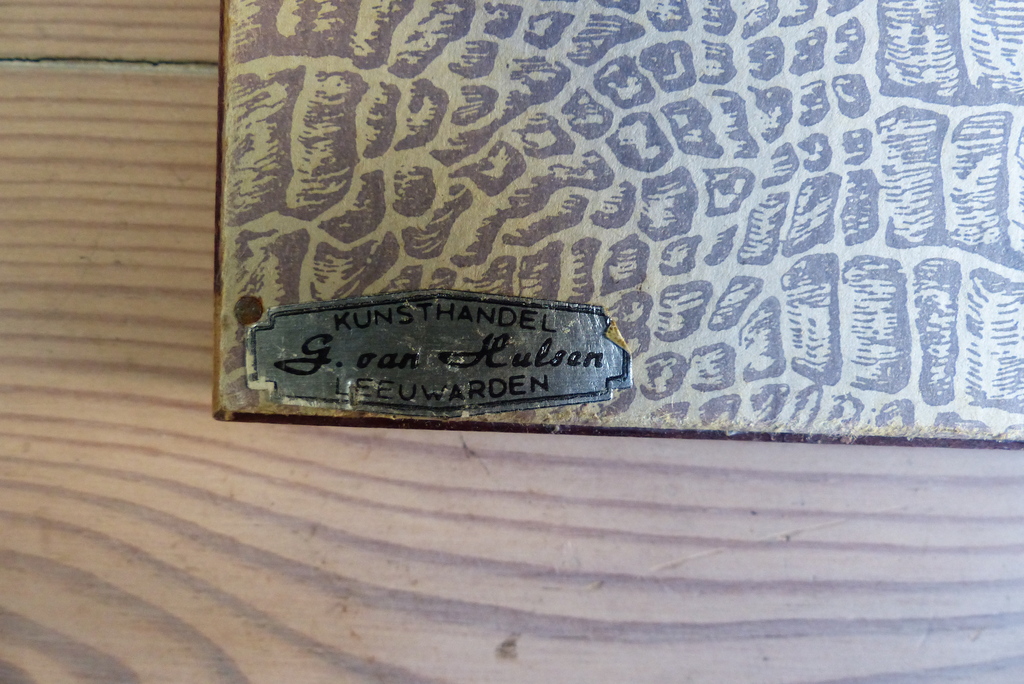 KUNSTHANDEL
G. van Hulsen
LEEUWARDEN